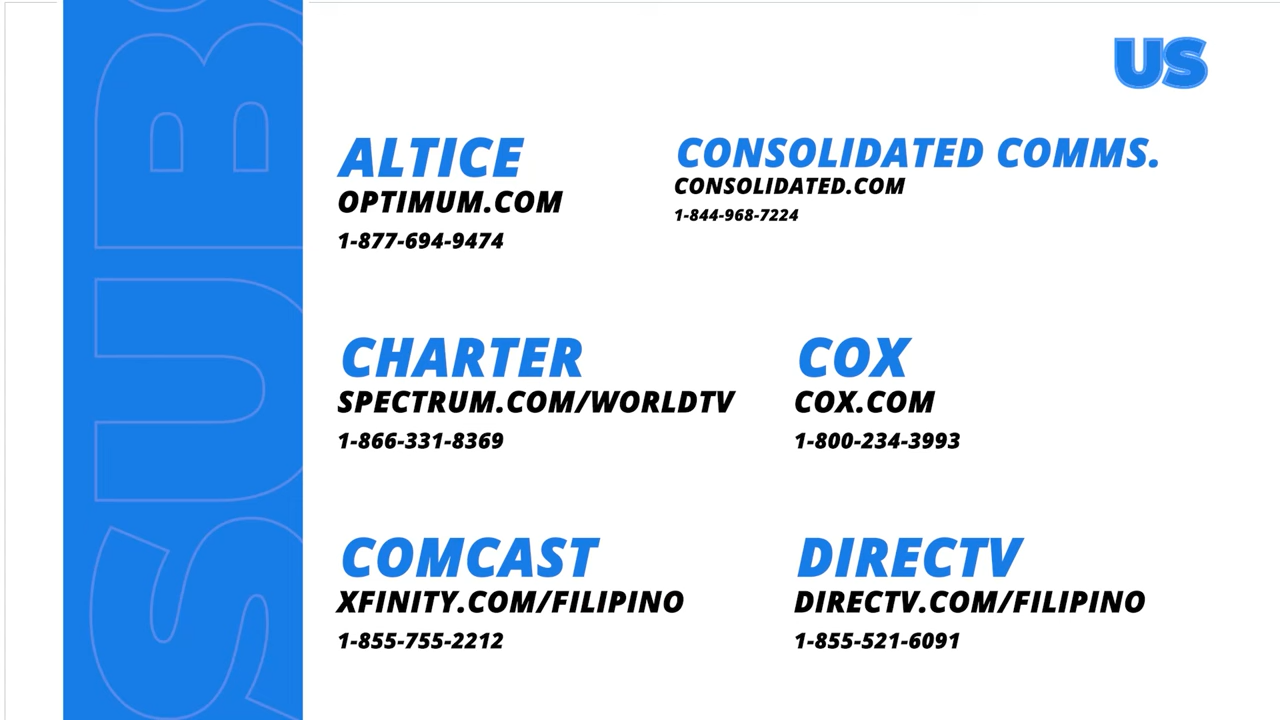 SUBS
US
ALTICE
OPTIMUM.COM
1-877-694-9474
CONSOLIDATED COMMS.
CONSOLIDATED.COM
1-844-968-7224
CHARTER
SPECTRUM.COM/WORLDTV
1-866-331-8369
COX
COX.COM
1-800-234-3993
COMCAST
XFINITY.COM/FILIPINO
1-855-755-2212
DIRECTV
DIRECTV.COM/FILIPINO
1-855-521-6091